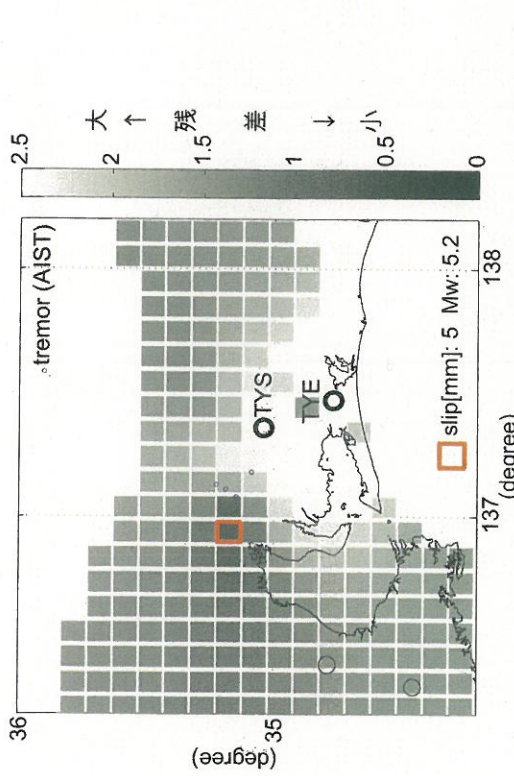 36
35
(degree)
°tremor (AIST)
TYS
TYE
slip[mm]: 5 Mw: 5.2
137
138
(degree)
2.5
2
1.5
1
0.5
0
大
↑
残
差
↓
小